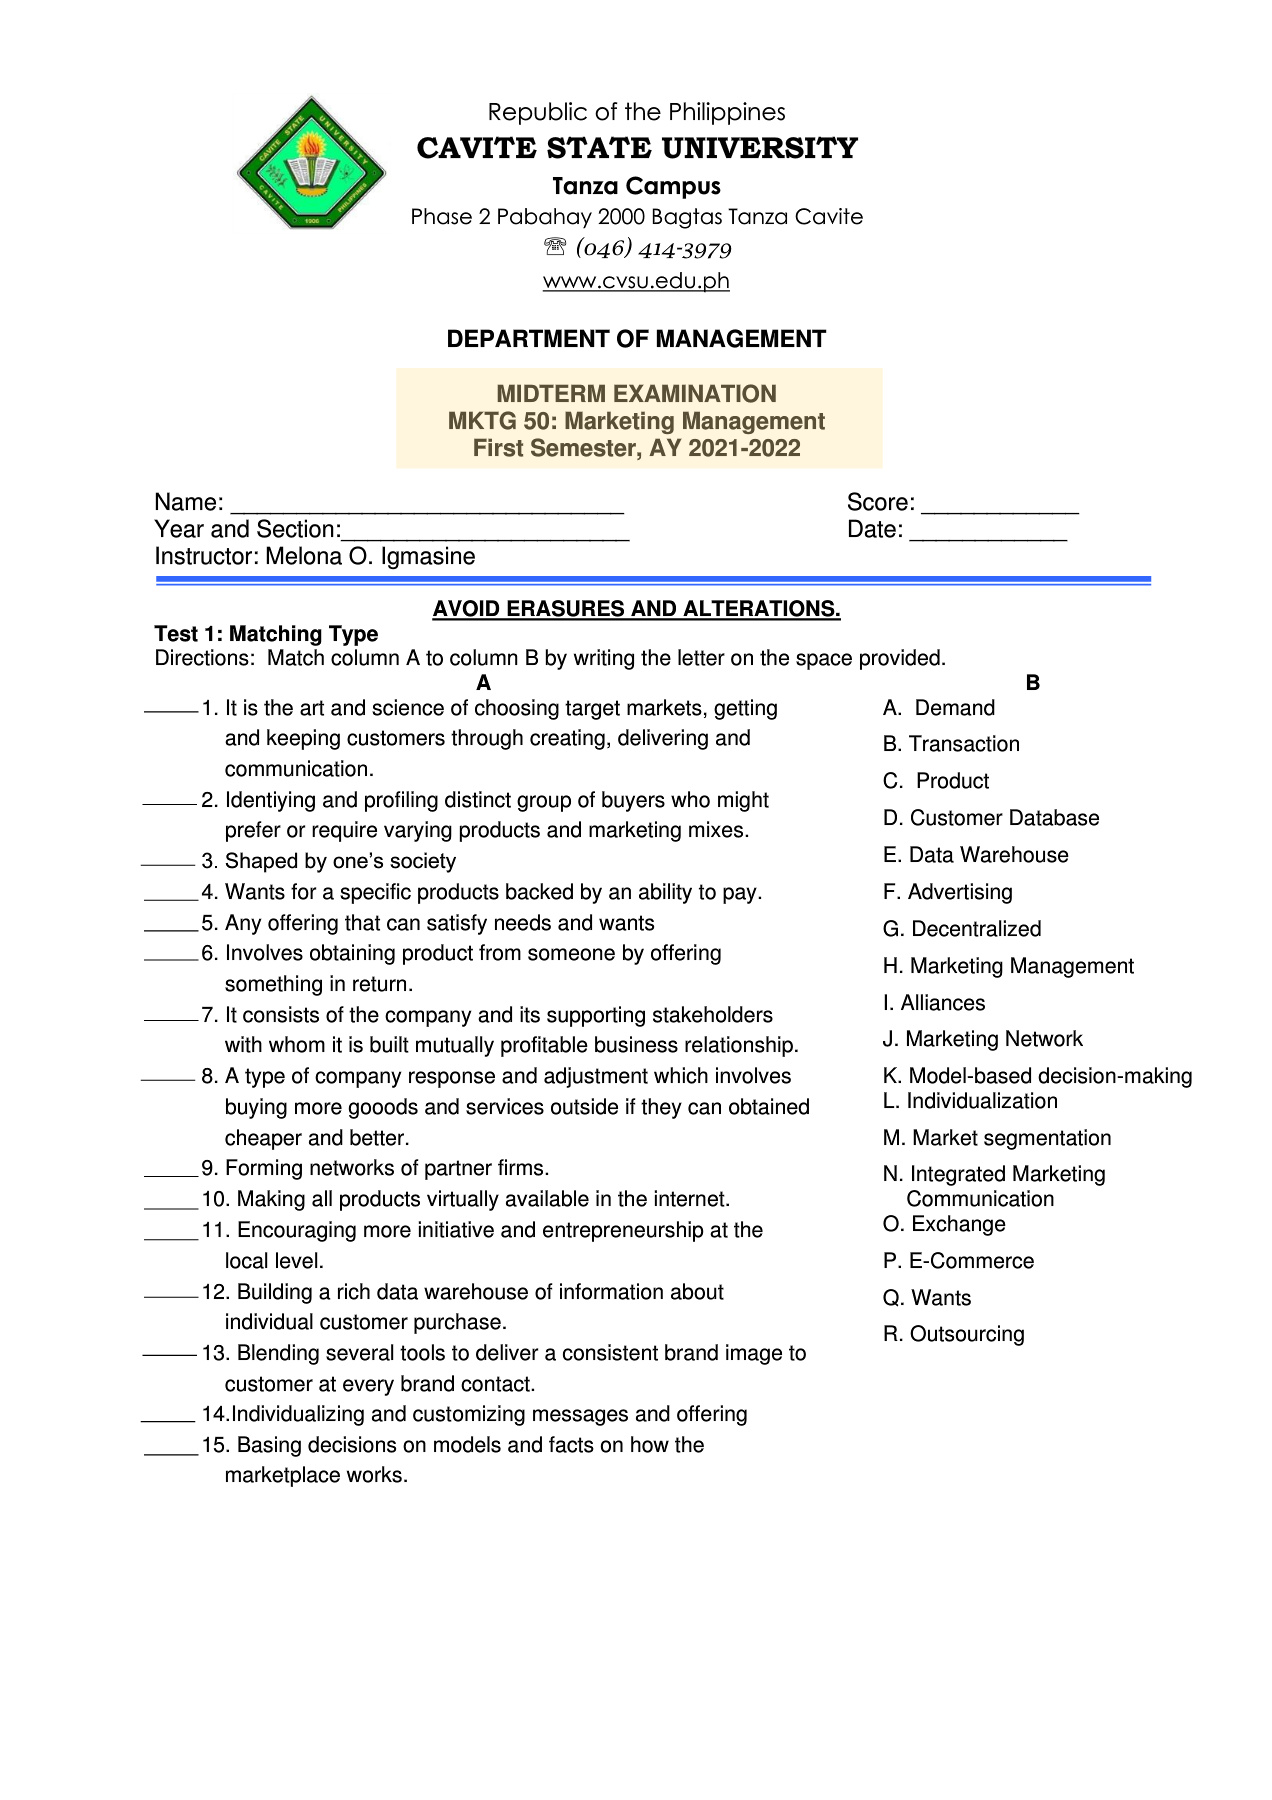 Republic of the Philippines
CAVITE STATE UNIVERSITY
Tanza Campus
Phase 2 Pabahay 2000 Bagtas Tanza Cavite
☏ (046) 414-3979
www.cvsu.edu.ph
CAVITE STATE UNIVERSITY
CAVITE PHILIPPINES
1906
DEPARTMENT OF MANAGEMENT
MIDTERM EXAMINATION
MKTG 50: Marketing Management
First Semester, AY 2021-2022
Name: ______________________________ Score: ____________
Year and Section:______________________ Date: ____________
Instructor: Melona O. Igmasine
AVOID ERASURES AND ALTERATIONS.
Test 1: Matching Type
Directions: Match column A to column B by writing the letter on the space provided.
A
_____1. It is the art and science of choosing target markets, getting
and keeping customers through creating, delivering and
communication.
_____2. Identiying and profiling distinct group of buyers who might
prefer or require varying products and marketing mixes.
_____3. Shaped by one's society
_____4. Wants for a specific products backed by an ability to pay.
_____5. Any offering that can satisfy needs and wants
_____6. Involves obtaining product from someone by offering
something in return.
_____7. It consists of the company and its supporting stakeholders
with whom it is built mutually profitable business relationship.
_____8. A type of company response and adjustment which involves
buying more gooods and services outside if they can obtained
cheaper and better.
_____9. Forming networks of partner firms.
_____10. Making all products virtually available in the internet.
_____11. Encouraging more initiative and entrepreneurship at the
local level.
_____12. Building a rich data warehouse of information about
individual customer purchase.
_____13. Blending several tools to deliver a consistent brand image to
customer at every brand contact.
_____14.Individualizing and customizing messages and offering
_____15. Basing decisions on models and facts on how the
marketplace works.
B
A. Demand
B. Transaction
C. Product
D. Customer Database
E. Data Warehouse
F. Advertising
G. Decentralized
H. Marketing Management
I. Alliances
J. Marketing Network
K. Model-based decision-making
L. Individualization
M. Market segmentation
N. Integrated Marketing
Communication
O. Exchange
P. E-Commerce
Q. Wants
R. Outsourcing